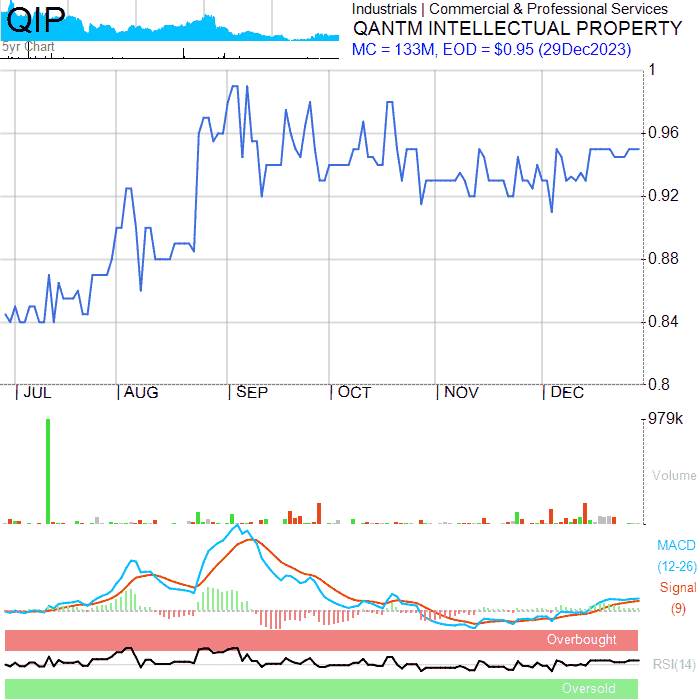 QIP
5yr Chart
Industrials | Commercial & Professional Services
QANTM INTELLECTUAL PROPERTY
MC = 133M, EOD = $0.95 (29Dec2023)
1
0.96
0.92
0.88
0.84
0.8
JUL AUG SEP OCT NOV DEC
979k
Volume
MACD
(12-26)
Signal
(9)
Overbought
RSI(14)
Oversold